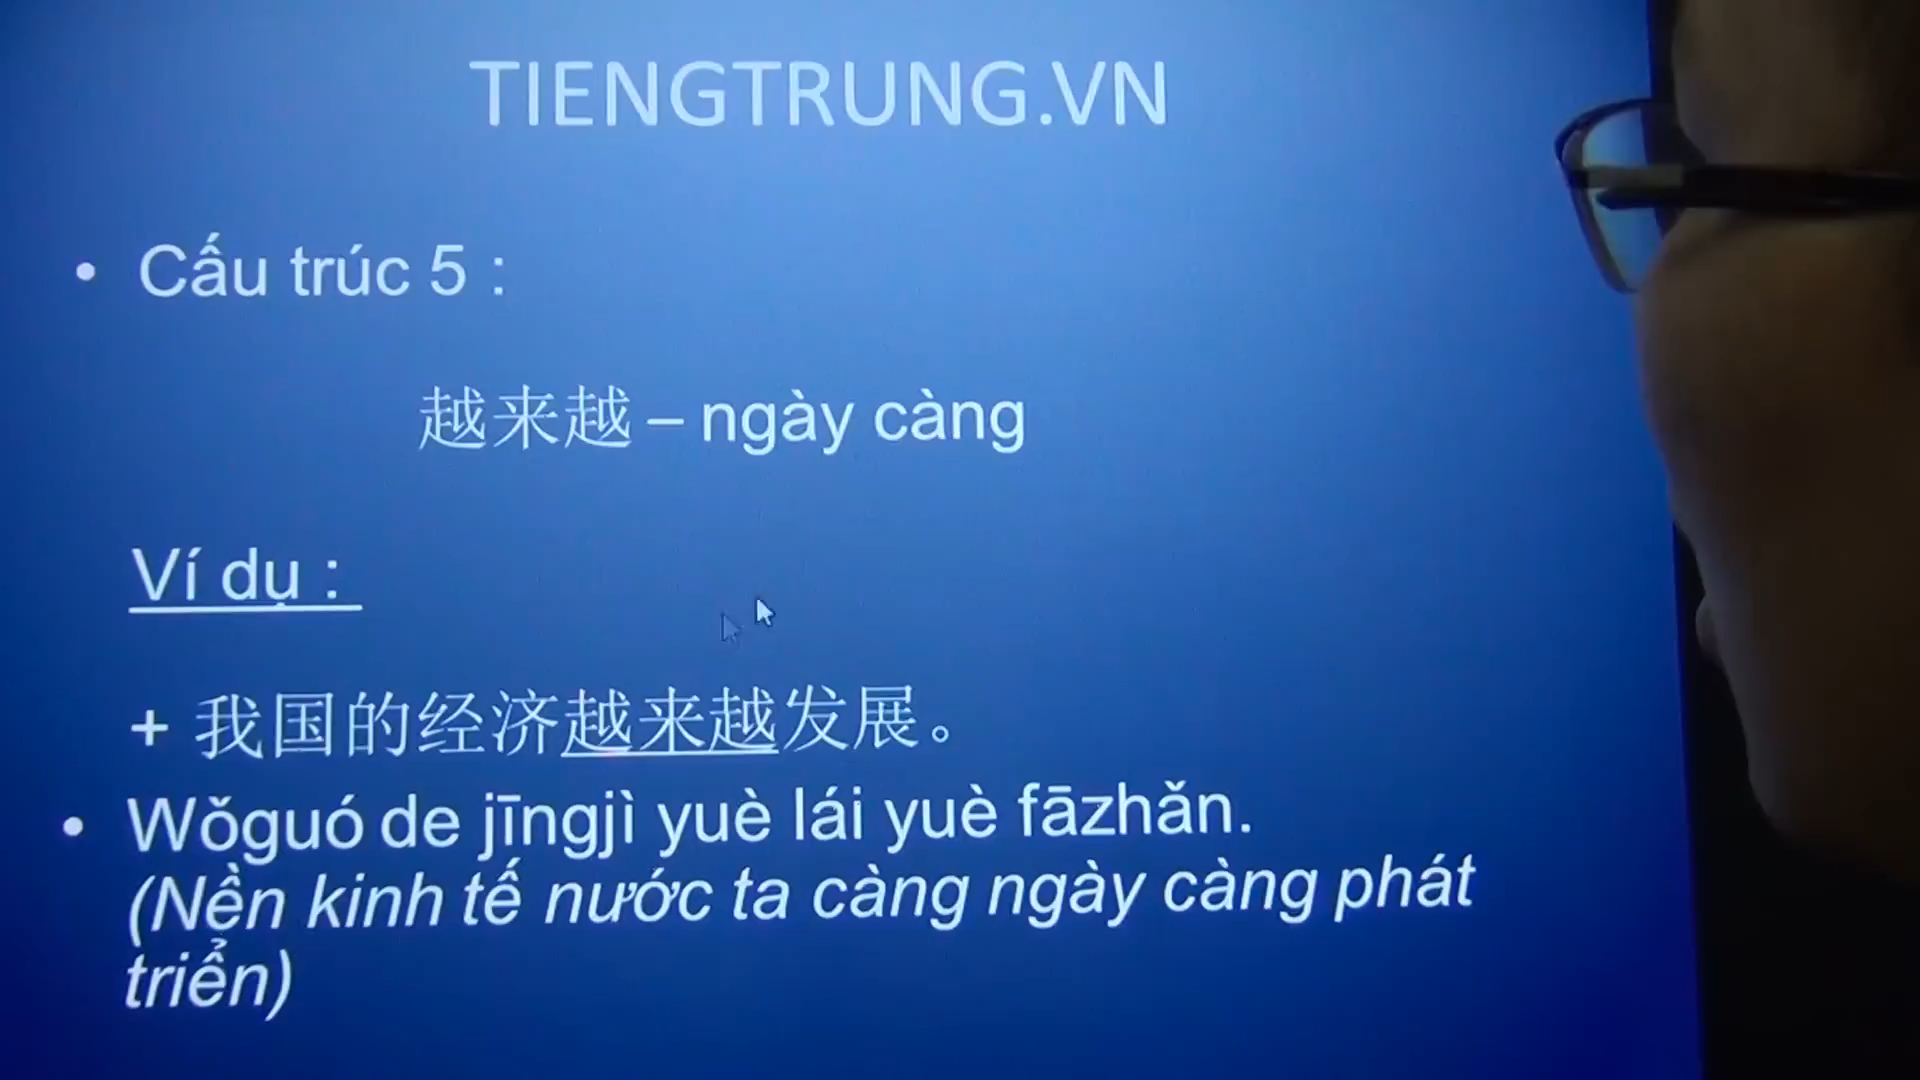 TIENGTRUNG.VN
• Cấu trúc 5 :
越来越 – ngày càng
Ví dụ :
+ 我国的经济越来越发展。
• Wǒguó de jīngjì yuè lái yuè fāzhǎn.
(Nền kinh tế nước ta càng ngày càng phát
triển)